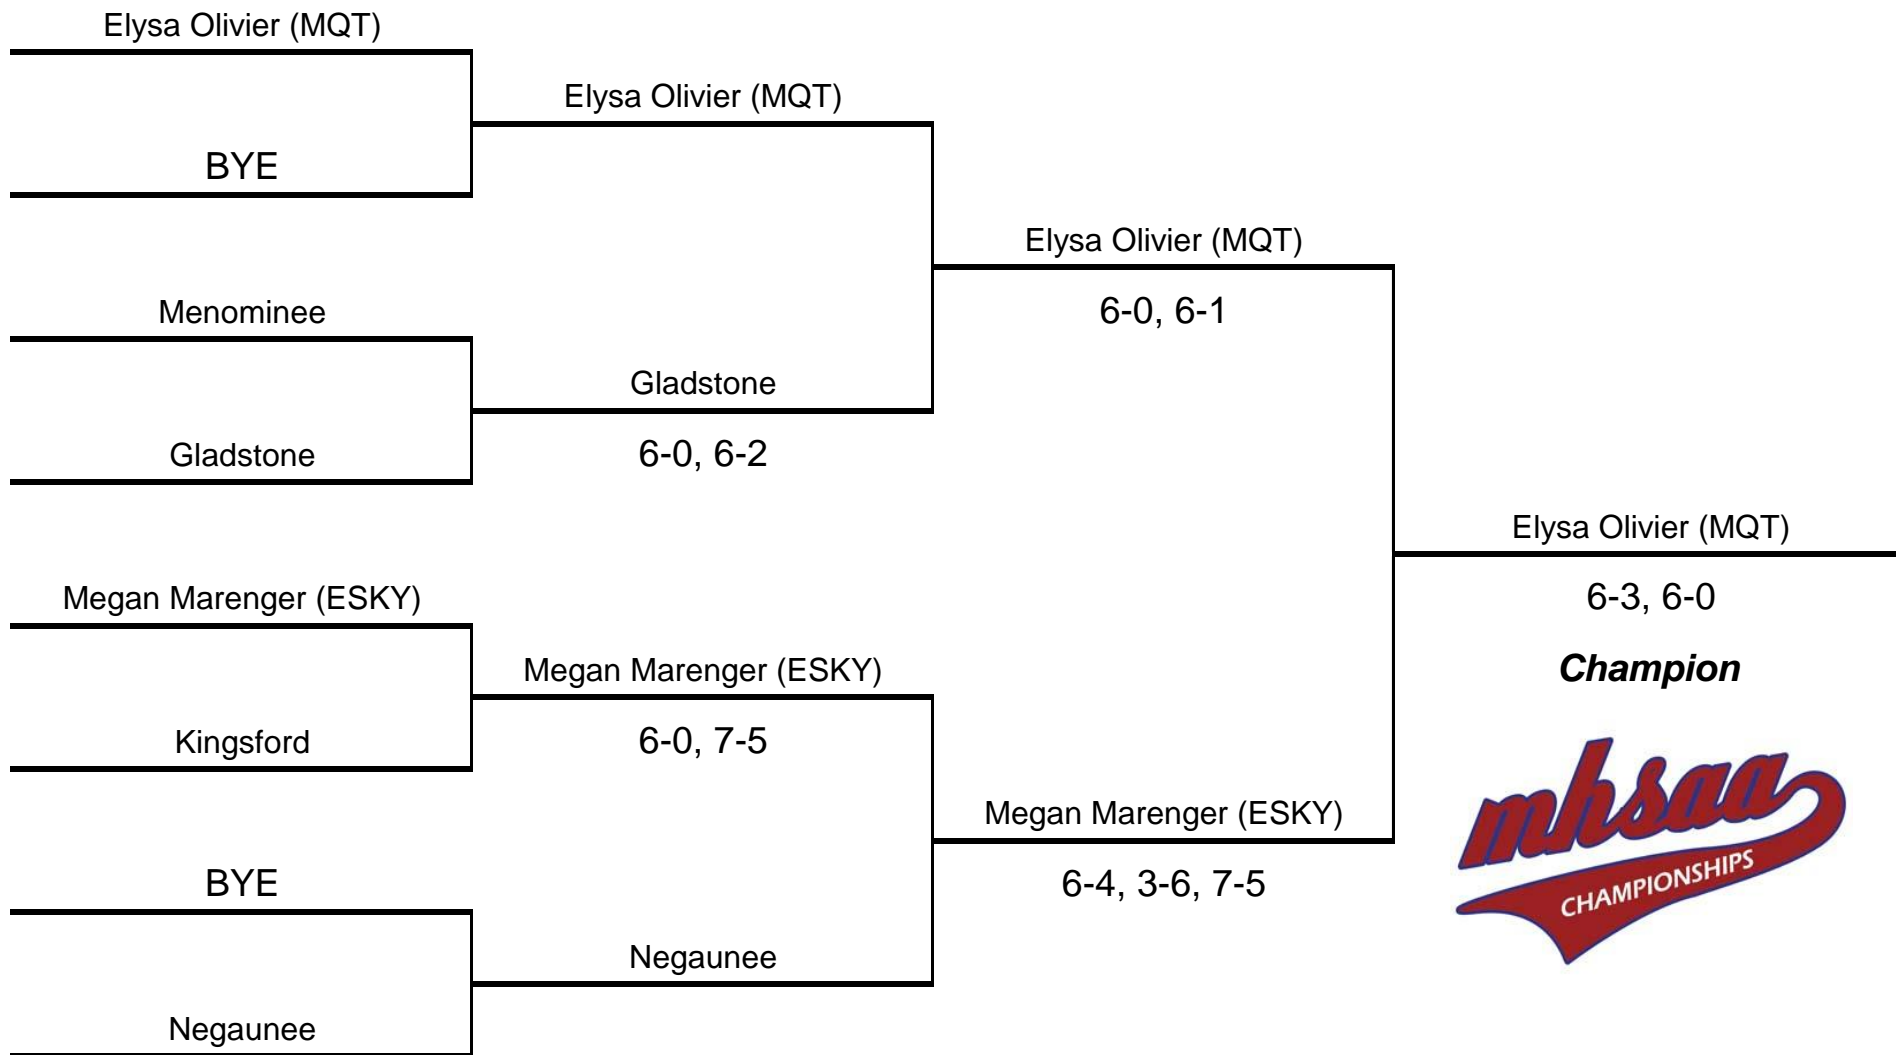 Elysa Olivier (MQT)
Elysa Olivier (MQT)
BYE
Elysa Olivier (MQT)
Menominee
6-0, 6-1
Gladstone
Gladstone
6-0, 6-2
Elysa Olivier (MQT)
Megan Marenger (ESKY)
6-3, 6-0
Megan Marenger (ESKY)
Champion
Kingsford
6-0, 7-5
Megan Marenger (ESKY)
mhsaa
CHAMPIONSHIPS
BYE
6-4, 3-6, 7-5
Negaunee
Negaunee